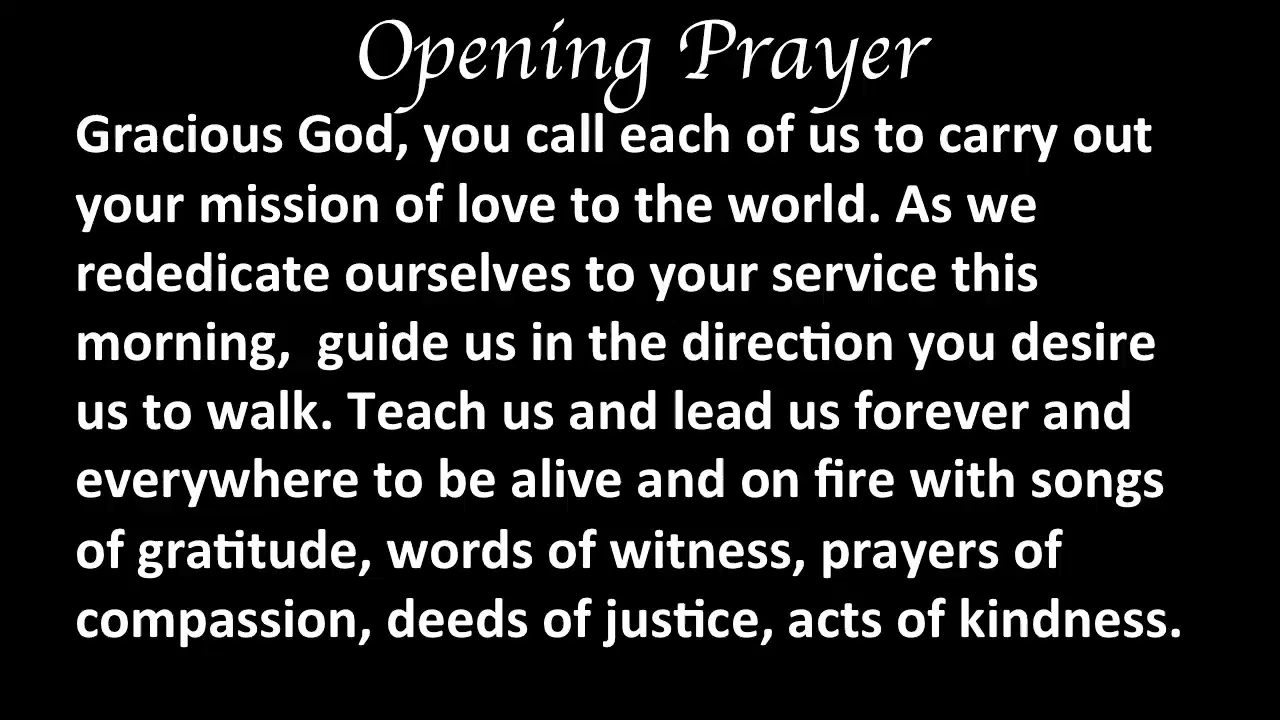 Opening Prayer
Gracious God, you call each of us to carry out
your mission of love to the world. As we
rededicate ourselves to your service this
morning,  guide us in the direction you desire
us to walk. Teach us and lead us forever and
everywhere to be alive and on fire with songs
of gratitude, words of witness, prayers of
compassion, deeds of justice, acts of kindness.